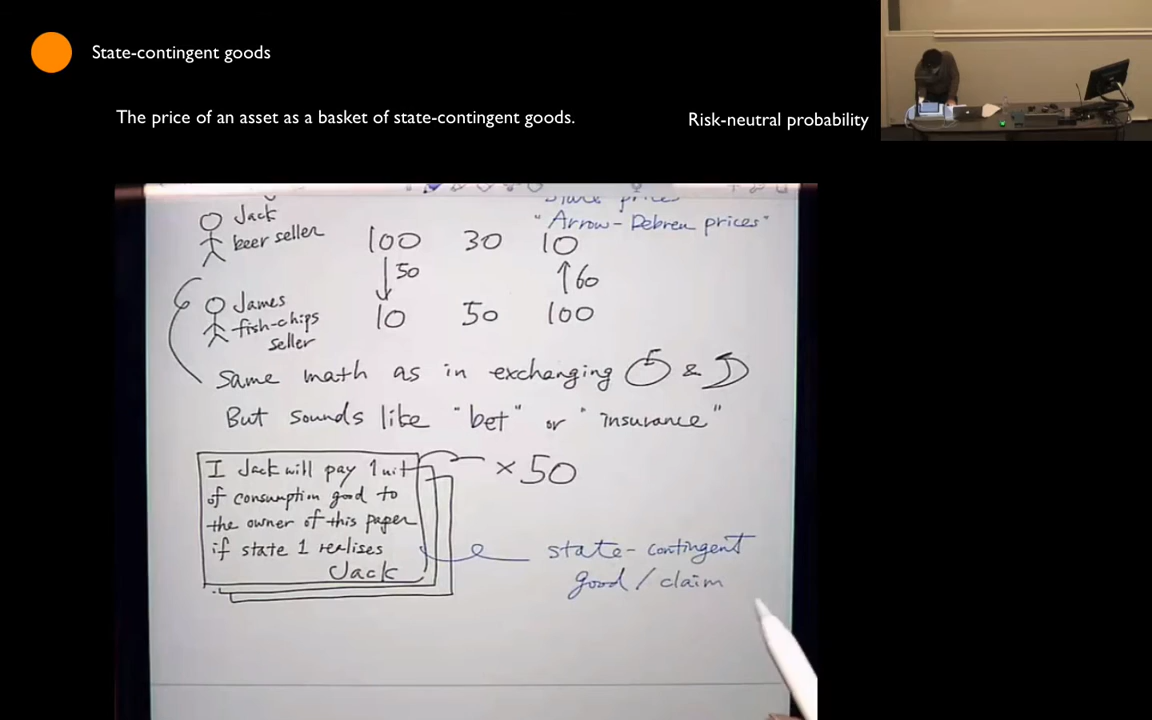 State-contingent goods
The price of an asset as a basket of state-contingent goods.
Risk-neutral probability
"Arrow-Debreu prices"
Jack
beer seller
100 30 10
50
60
James
fish-chips
seller
10 50 100
Same math as in exchanging &
But sounds like "bet" or "insurance"
I Jack will pay 1 unit
of consumption good to
the owner of this paper
if state 1 realises
Jack
×50
state-contingent
good/claim